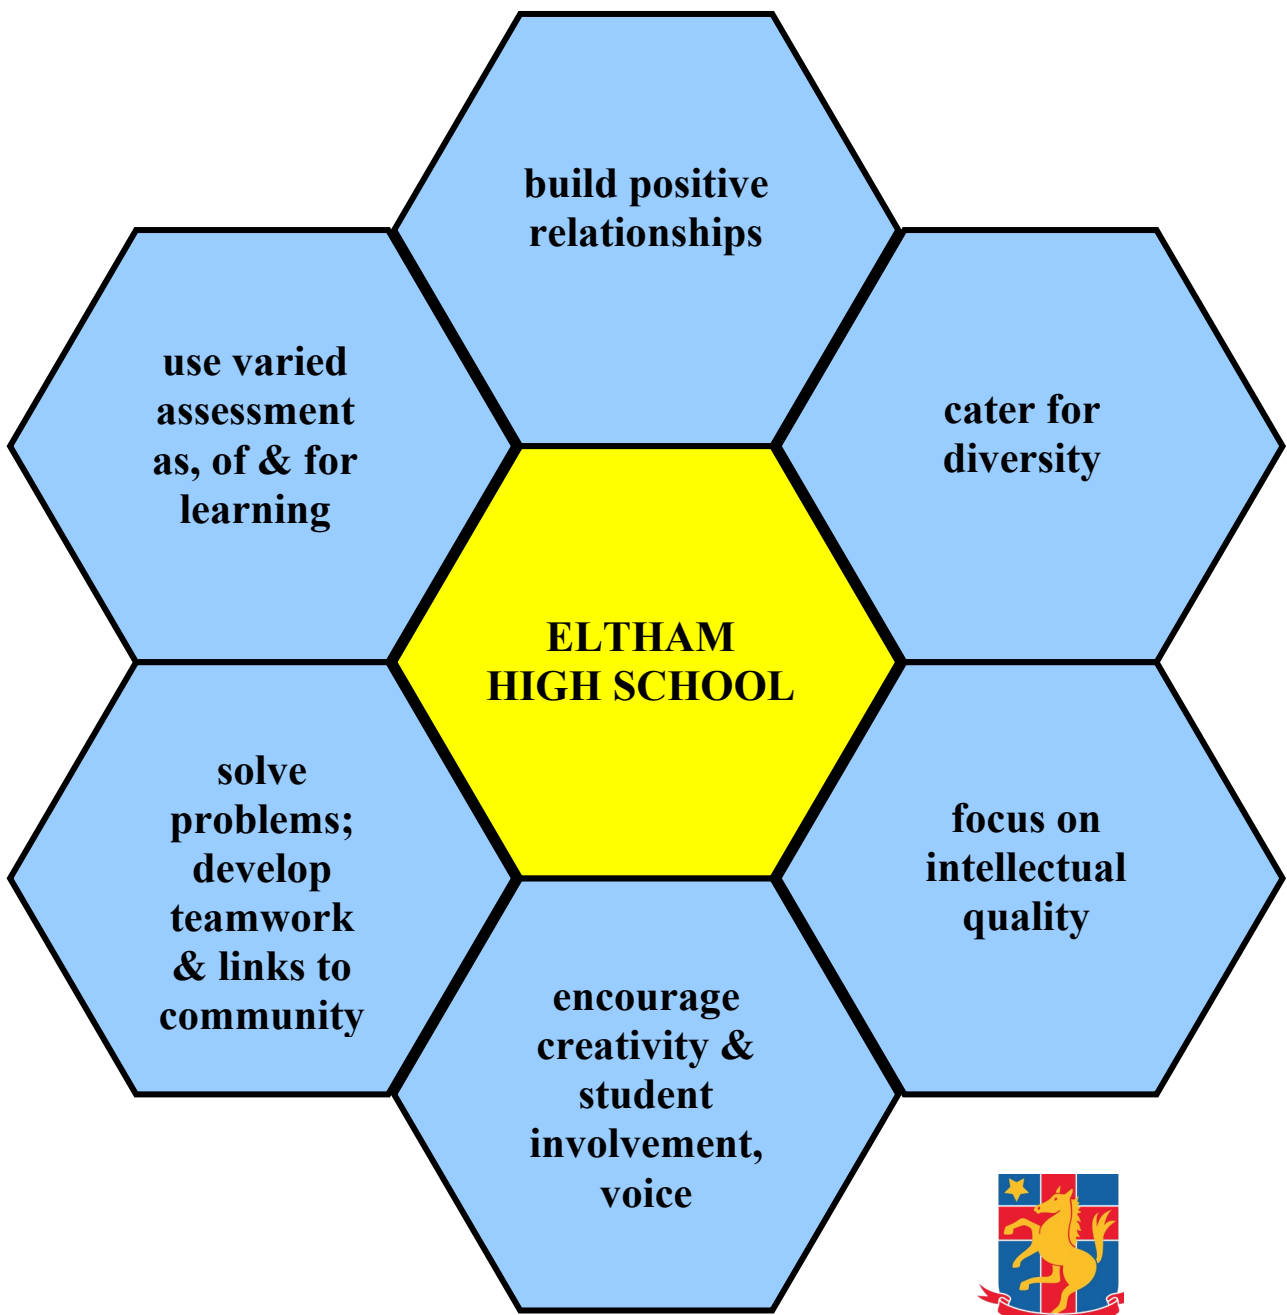 build positive
relationships
use varied
assessment
as, of & for
learning
cater for
diversity
ELTHAM
HIGH SCHOOL
solve
problems;
develop
teamwork
& links to
community
focus on
intellectual
quality
encourage
creativity &
student
involvement,
voice